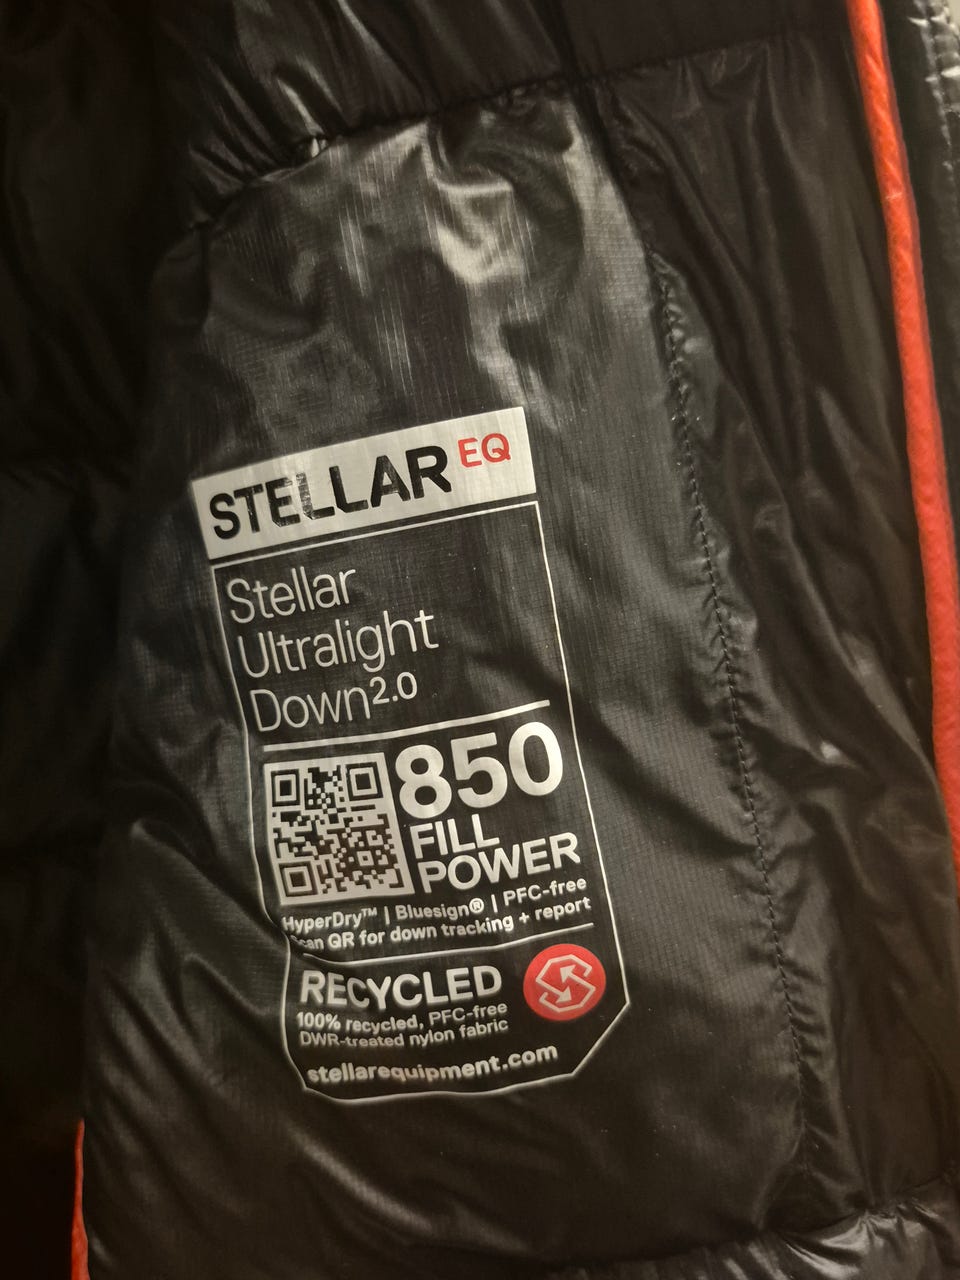 STELLAR EQ
Stellar
Ultralight
Down2.0
850
FILL
POWER
HyperDry™ | Bluesign® | PFC-free
Scan QR for down tracking + report
RECYCLED
100% recycled, PFC-free
DWR-treated nylon fabric
stellarequipment.com